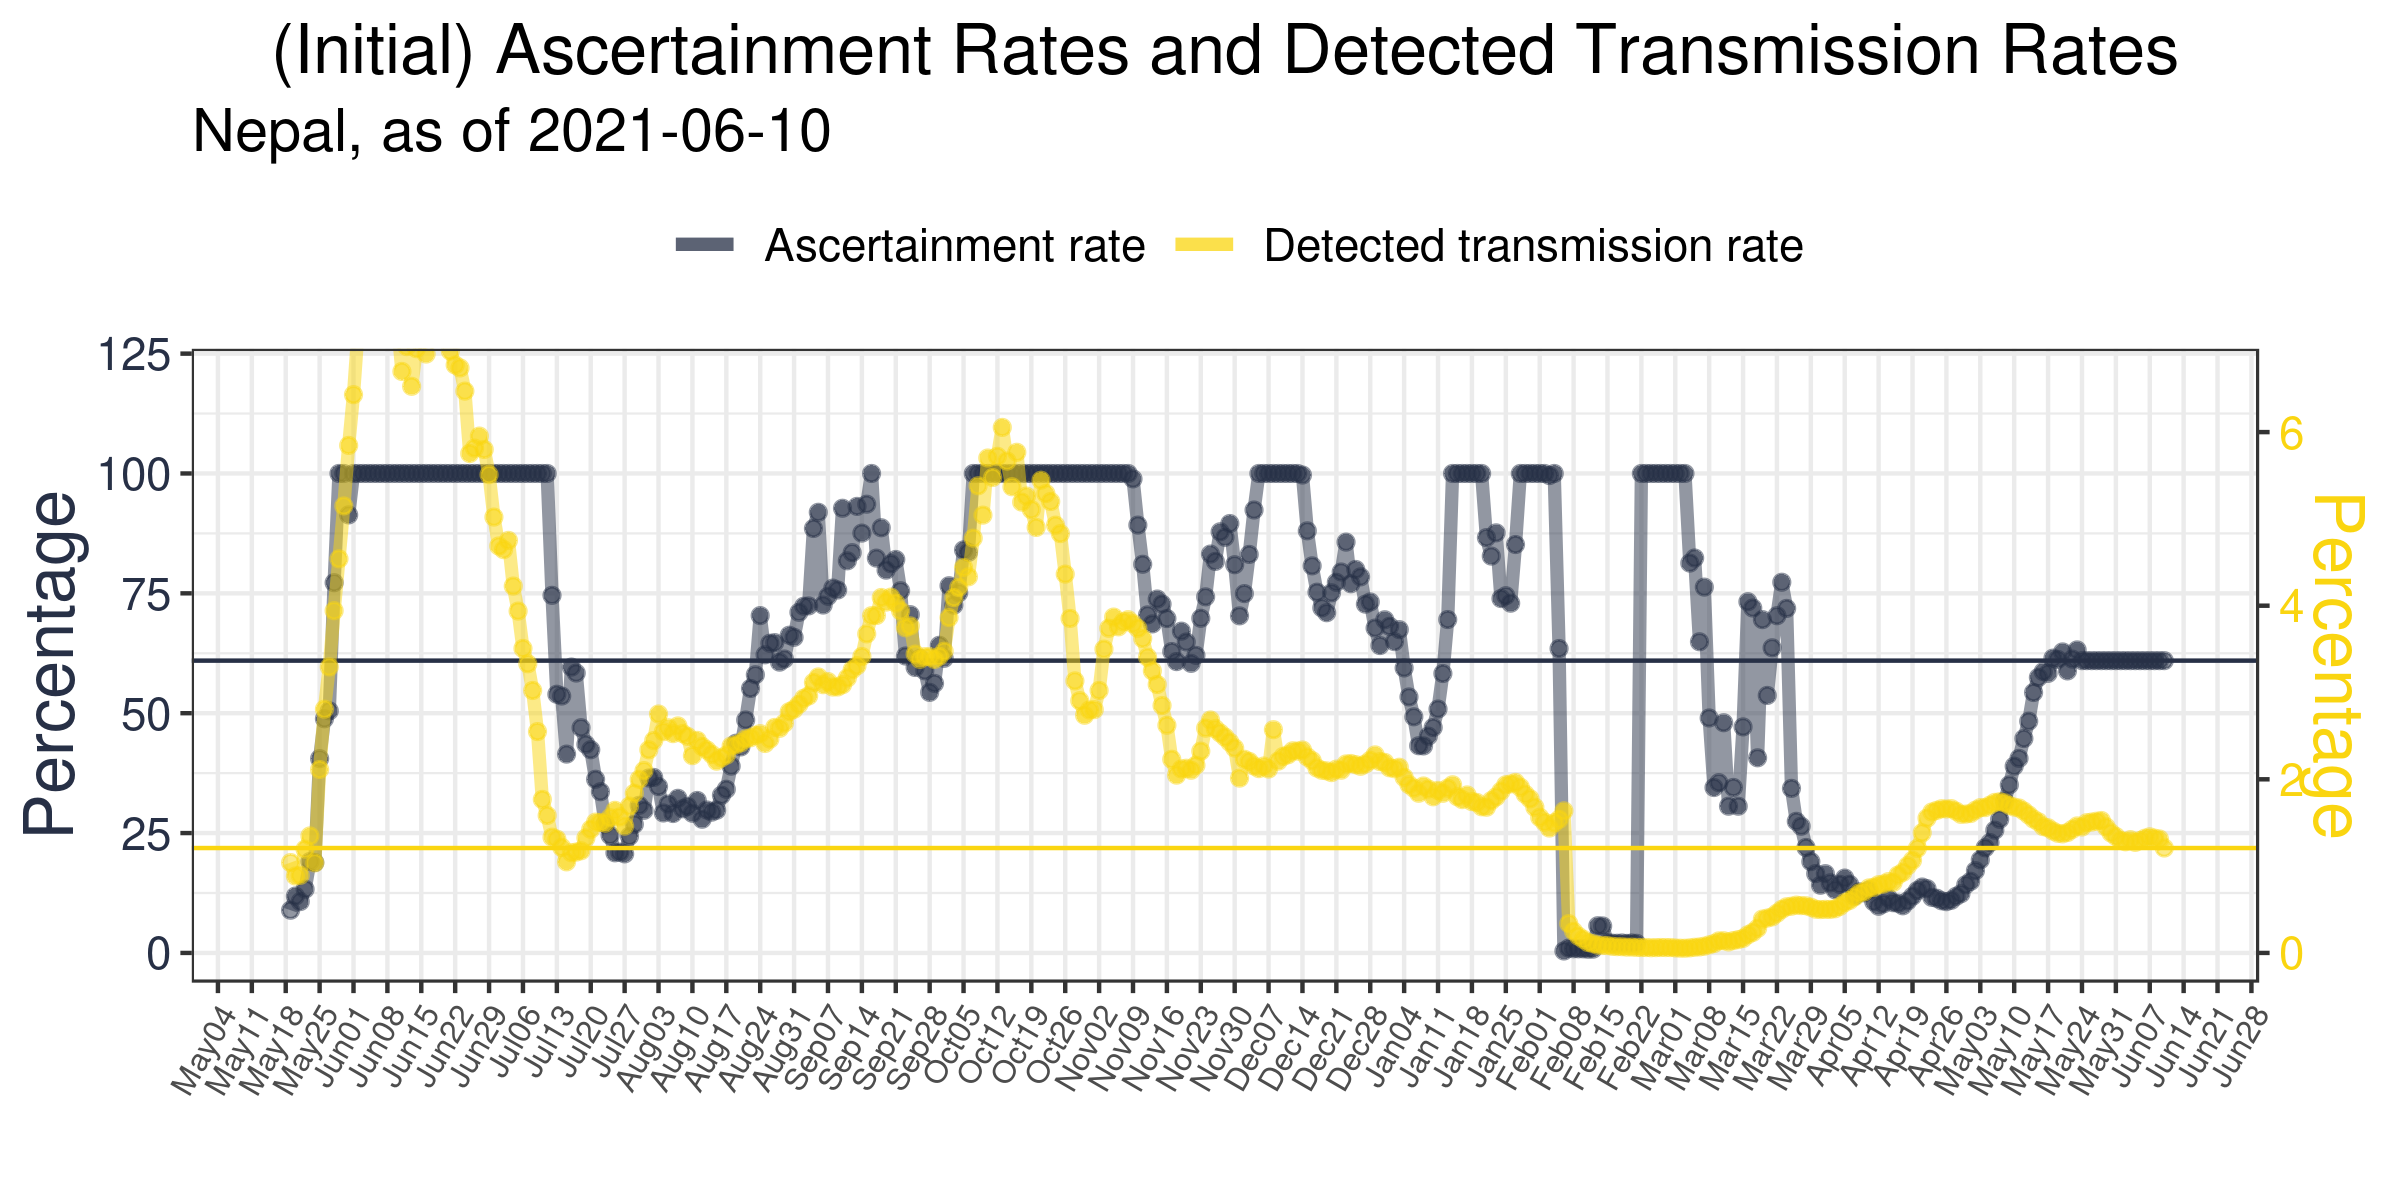 (Initial) Ascertainment Rates and Detected Transmission Rates
Nepal, as of 2021-06-10
Ascertainment rate
Detected transmission rate
Percentage
125
100
75
50
25
0
6
4
2
0
Percentage
May04
May11
May18
May25
Jun01
Jun08
Jun15
Jun22
Jun29
Jul06
Jul13
Jul20
Jul27
Aug03
Aug10
Aug17
Aug24
Aug31
Sep07
Sep14
Sep21
Sep28
Oct05
Oct12
Oct19
Oct26
Nov02
Nov09
Nov16
Nov23
Nov30
Dec07
Dec14
Dec21
Dec28
Jan04
Jan11
Jan18
Jan25
Feb01
Feb08
Feb15
Feb22
Mar01
Mar08
Mar15
Mar22
Mar29
Apr05
Apr12
Apr19
Apr26
May03
May10
May17
May24
May31
Jun07
Jun14
Jun21
Jun28